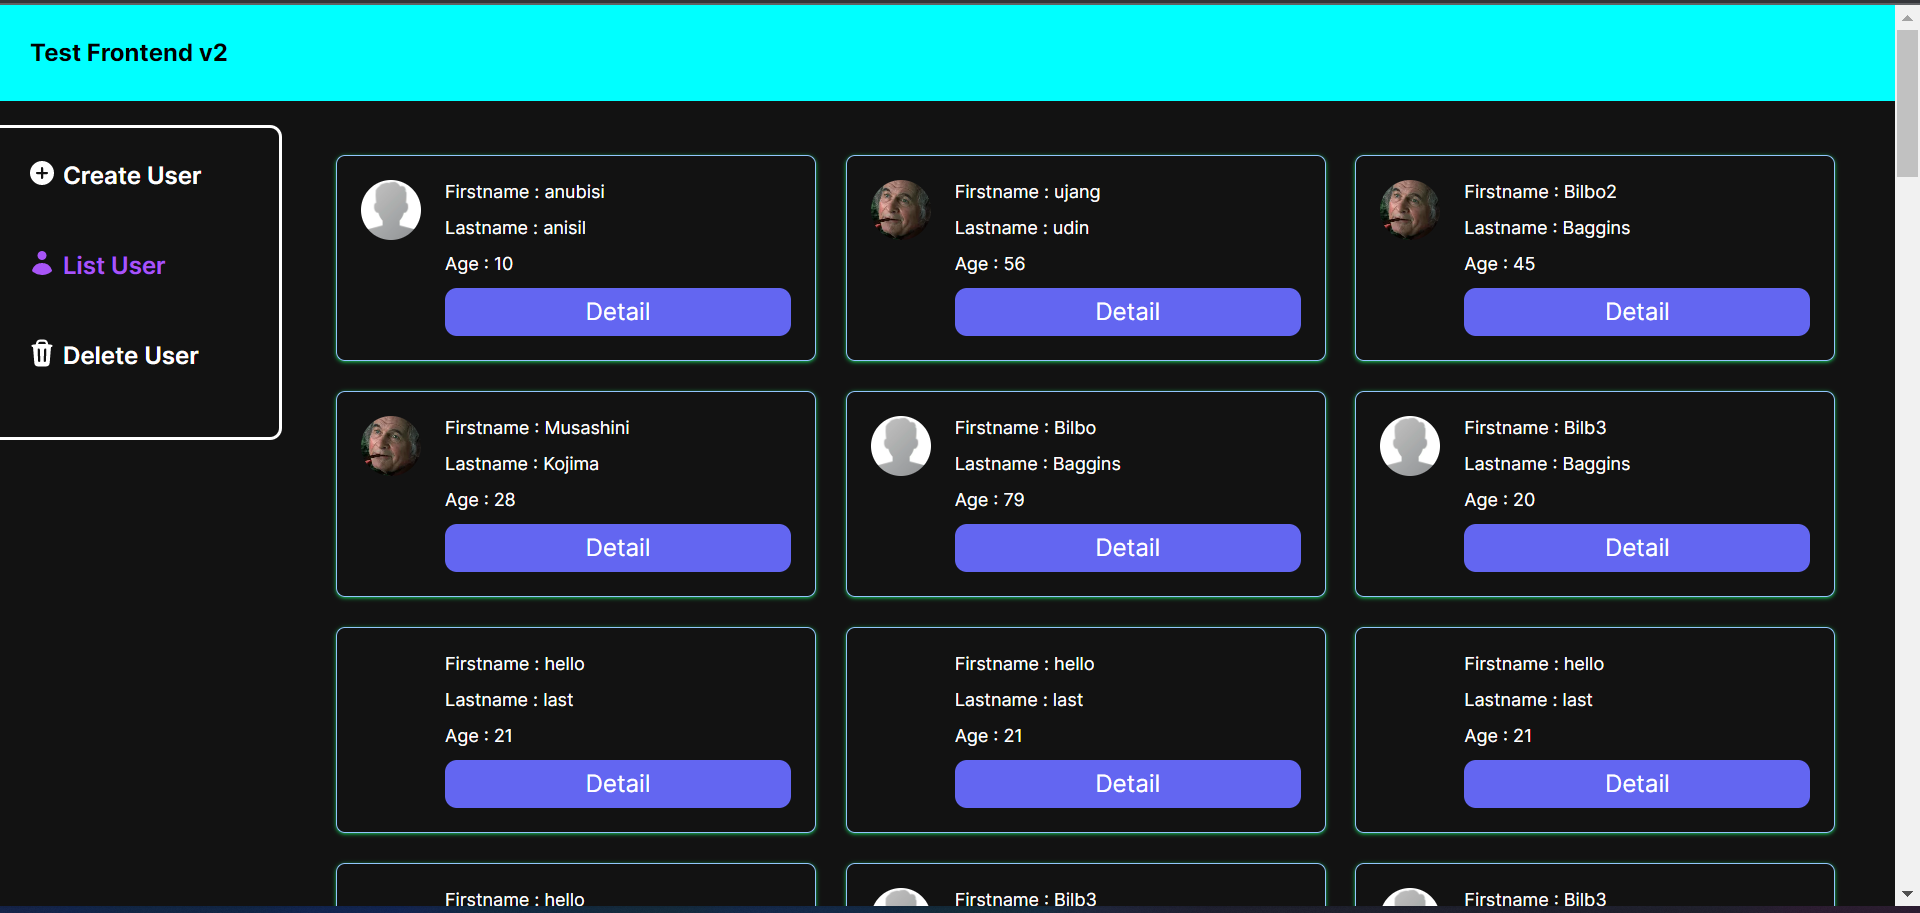 Test Frontend v2
Create User
List User
Delete User
Firstname : anubisi
Lastname : anisil
Age : 10
Detail
Firstname : ujang
Lastname : udin
Age : 56
Detail
Firstname : Bilbo2
Lastname : Baggins
Age : 45
Detail
Firstname : Musashini
Lastname : Kojima
Age : 28
Detail
Firstname : Bilbo
Lastname : Baggins
Age : 79
Detail
Firstname : Bilb3
Lastname : Baggins
Age : 20
Detail
Firstname : hello
Lastname : last
Age : 21
Detail
Firstname : hello
Lastname : last
Age : 21
Detail
Firstname : hello
Lastname : last
Age : 21
Detail
Firstname : hello
Firstname : Bilb3
Firstname : Bilb3